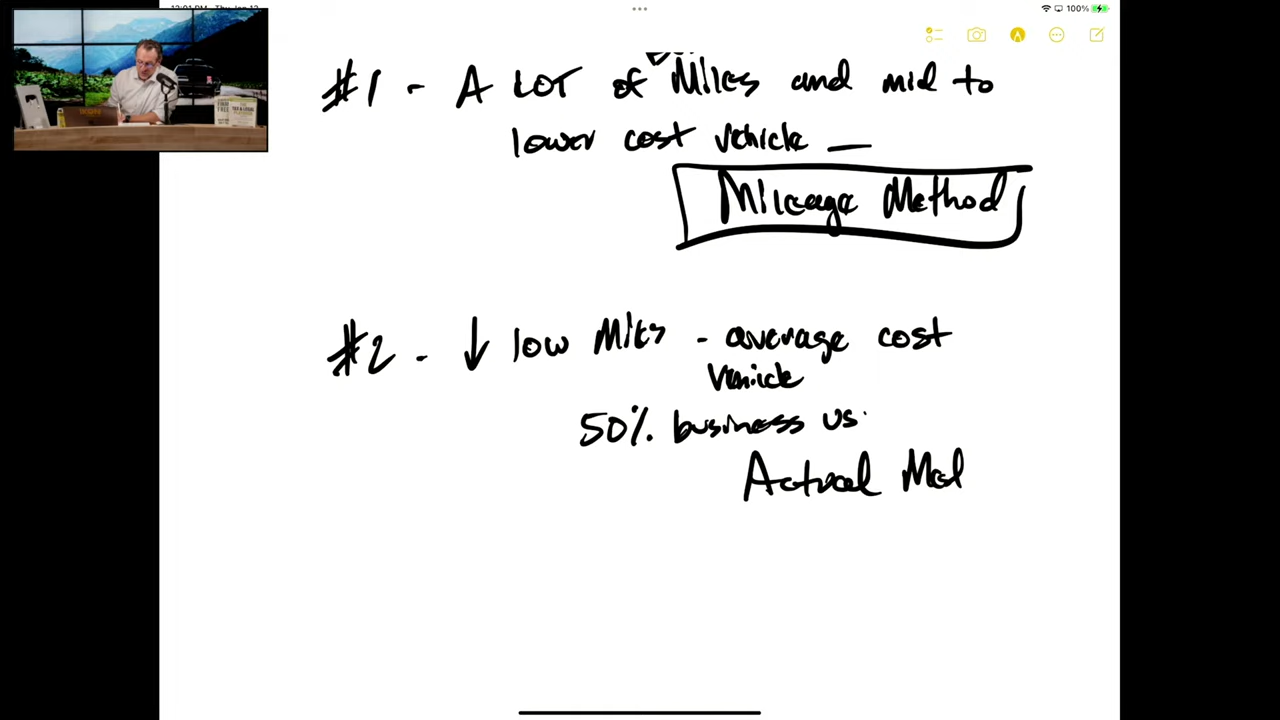 100%
#1 - A LOT of Miles and mid to
lower cost vehicle —
Mileage Method
#2 - ↓ low Miles - average cost
vehicle
50% business us
Actual Met